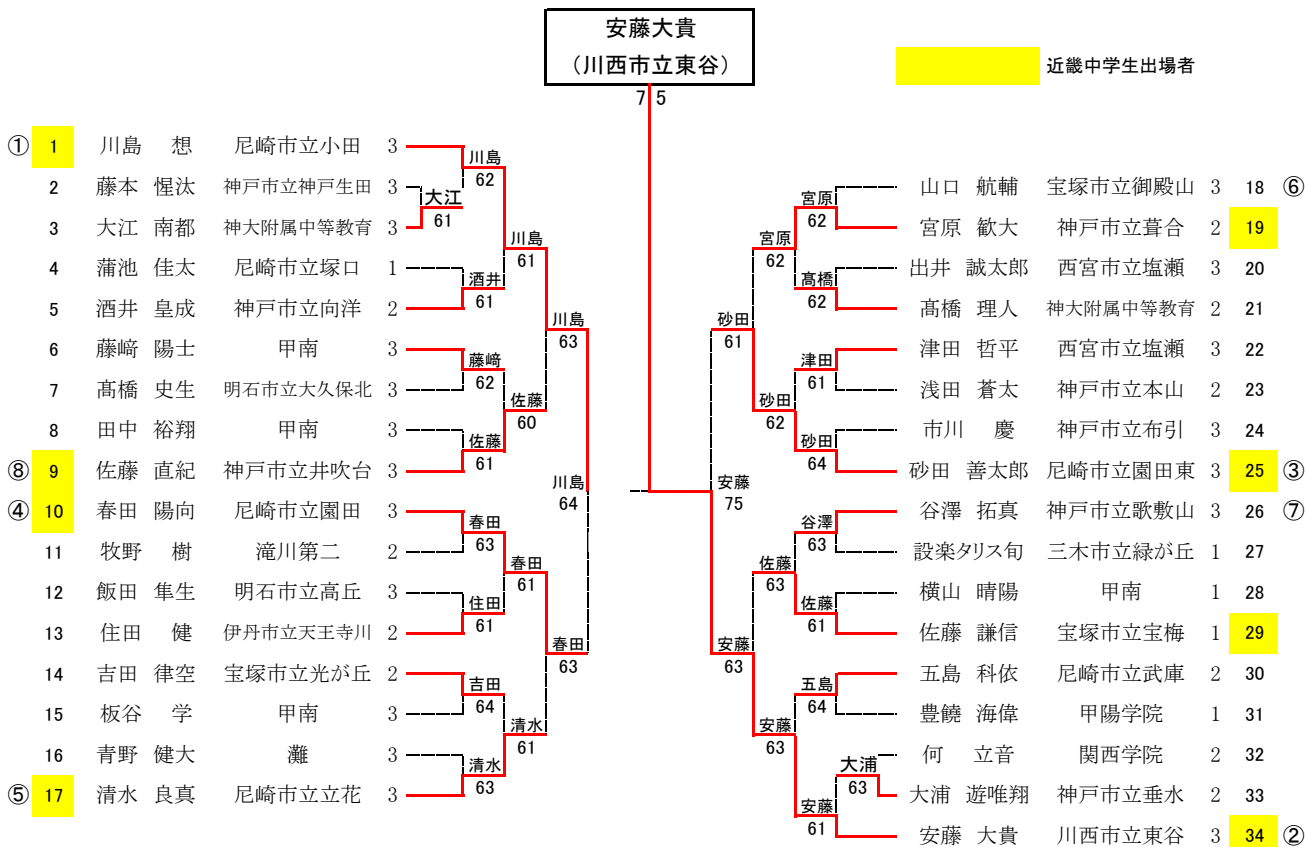 安藤大貴
（川西市立東谷）
近畿中学生出場者
7 5
① 1 川島 想 尼崎市立小田 3
2 藤本 惺汰 神戸市立神戸生田 3
3 大江 南都 神大附属中等教育 3
4 蒲池 佳太 尼崎市立塚口 1
5 酒井 皇成 神戸市立向洋 2
6 藤﨑 陽士 甲南 3
7 髙橋 史生 明石市立大久保北 3
8 田中 裕翔 甲南 3
⑧ 9 佐藤 直紀 神戸市立井吹台 3
④ 10 春田 陽向 尼崎市立園田 3
11 牧野 樹 滝川第二 2
12 飯田 隼生 明石市立高丘 3
13 住田 健 伊丹市立天王寺川 2
14 吉田 律空 宝塚市立光が丘 2
15 板谷 学 甲南 3
16 青野 健大 灘 3
⑤ 17 清水 良真 尼崎市立立花 3
川島
62
大江
61
酒井
61
藤﨑
62
佐藤
61
春田
63
住田
61
吉田
64
清水
63
川島
61
佐藤
60
春田
61
清水
61
川島
63
春田
63
川島
64
安藤
75
砂田
61
安藤
63
宮原
62
砂田
62
佐藤
63
安藤
63
宮原
62
髙橋
62
津田
61
砂田
64
谷澤
63
佐藤
61
五島
64
大浦
63
安藤
61
山口 航輔 宝塚市立御殿山 3 18 ⑥
宮原 歓大 神戸市立葺合 2 19
出井 誠太郎 西宮市立塩瀬 3 20
髙橋 理人 神大附属中等教育 2 21
津田 哲平 西宮市立塩瀬 3 22
浅田 蒼太 神戸市立本山 2 23
市川 慶 神戸市立布引 3 24
砂田 善太郎 尼崎市立園田東 3 25 ③
谷澤 拓真 神戸市立歌敷山 3 26 ⑦
設楽タリス旬 三木市立緑が丘 1 27
横山 晴陽 甲南 1 28
佐藤 謙信 宝塚市立宝梅 1 29
五島 科依 尼崎市立武庫 2 30
豊饒 海偉 甲陽学院 1 31
何 立音 関西学院 2 32
大浦 遊唯翔 神戸市立垂水 2 33
安藤 大貴 川西市立東谷 3 34 ②